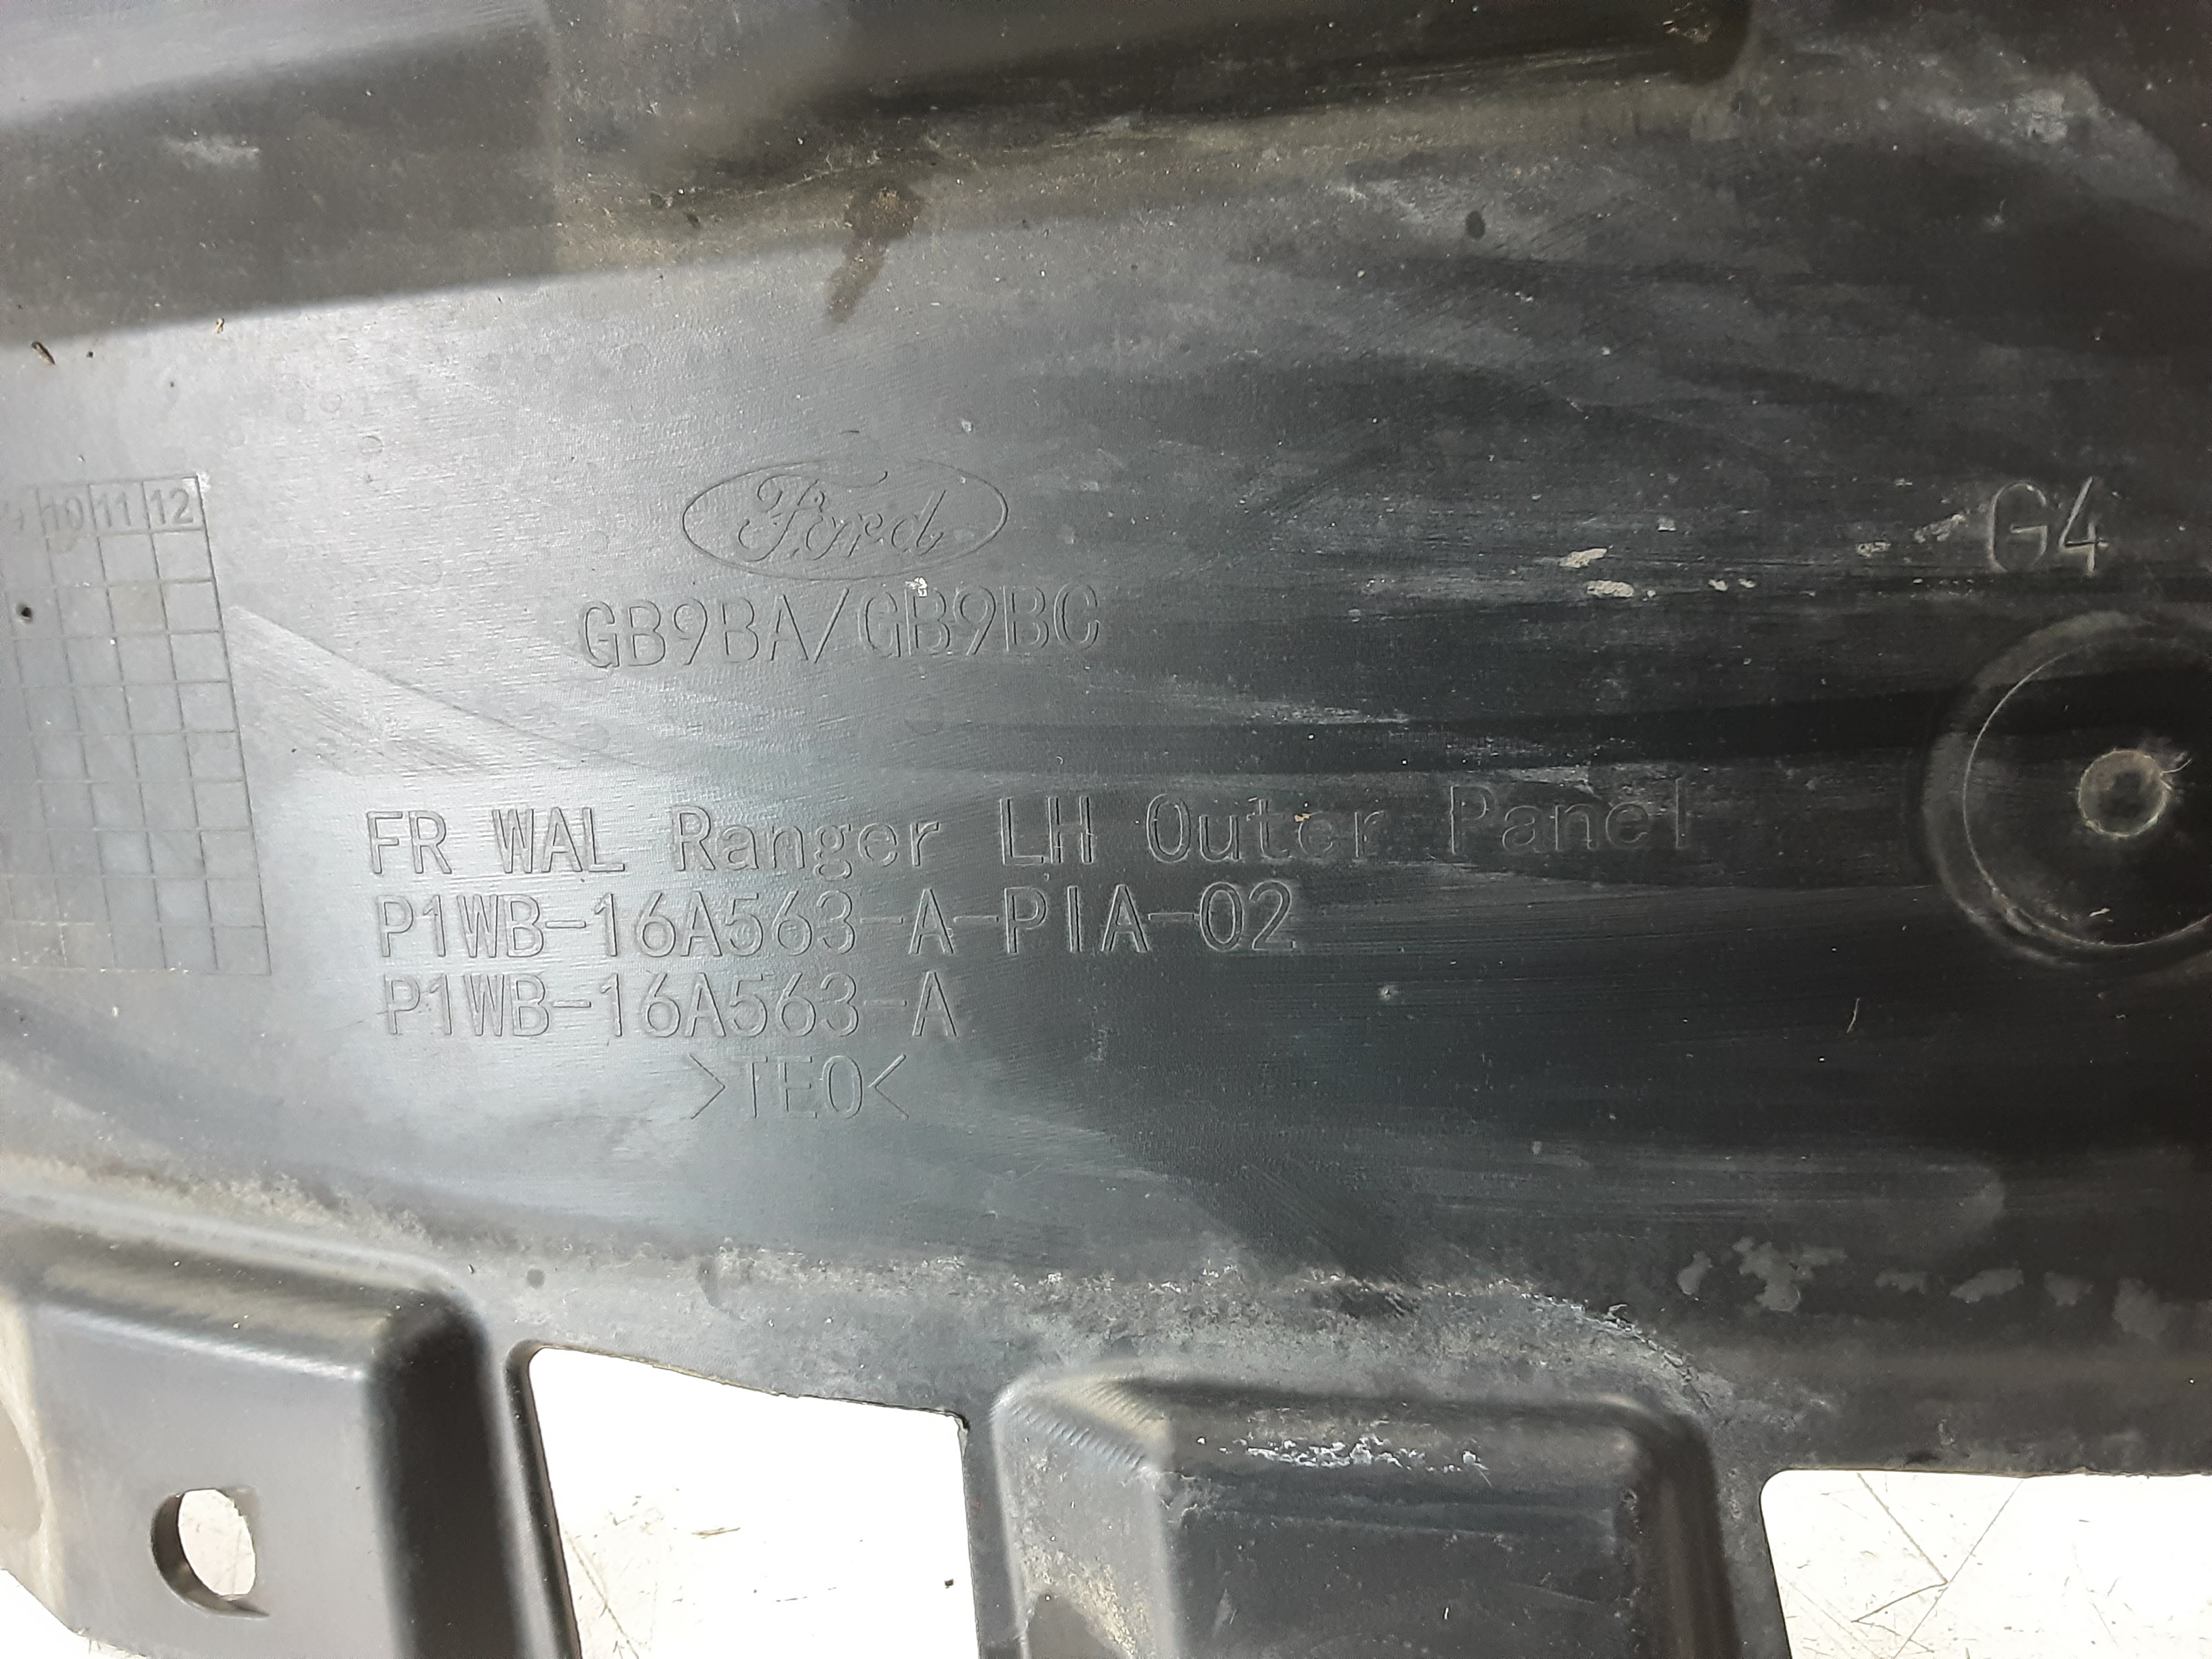 10 11 12
Ford
GB9BA/GB9BC
G4
FR WAL Ranger LH Outer Panel
P1WB-16A563-A-PIA-02
P1WB-16A563-A
>TEO<